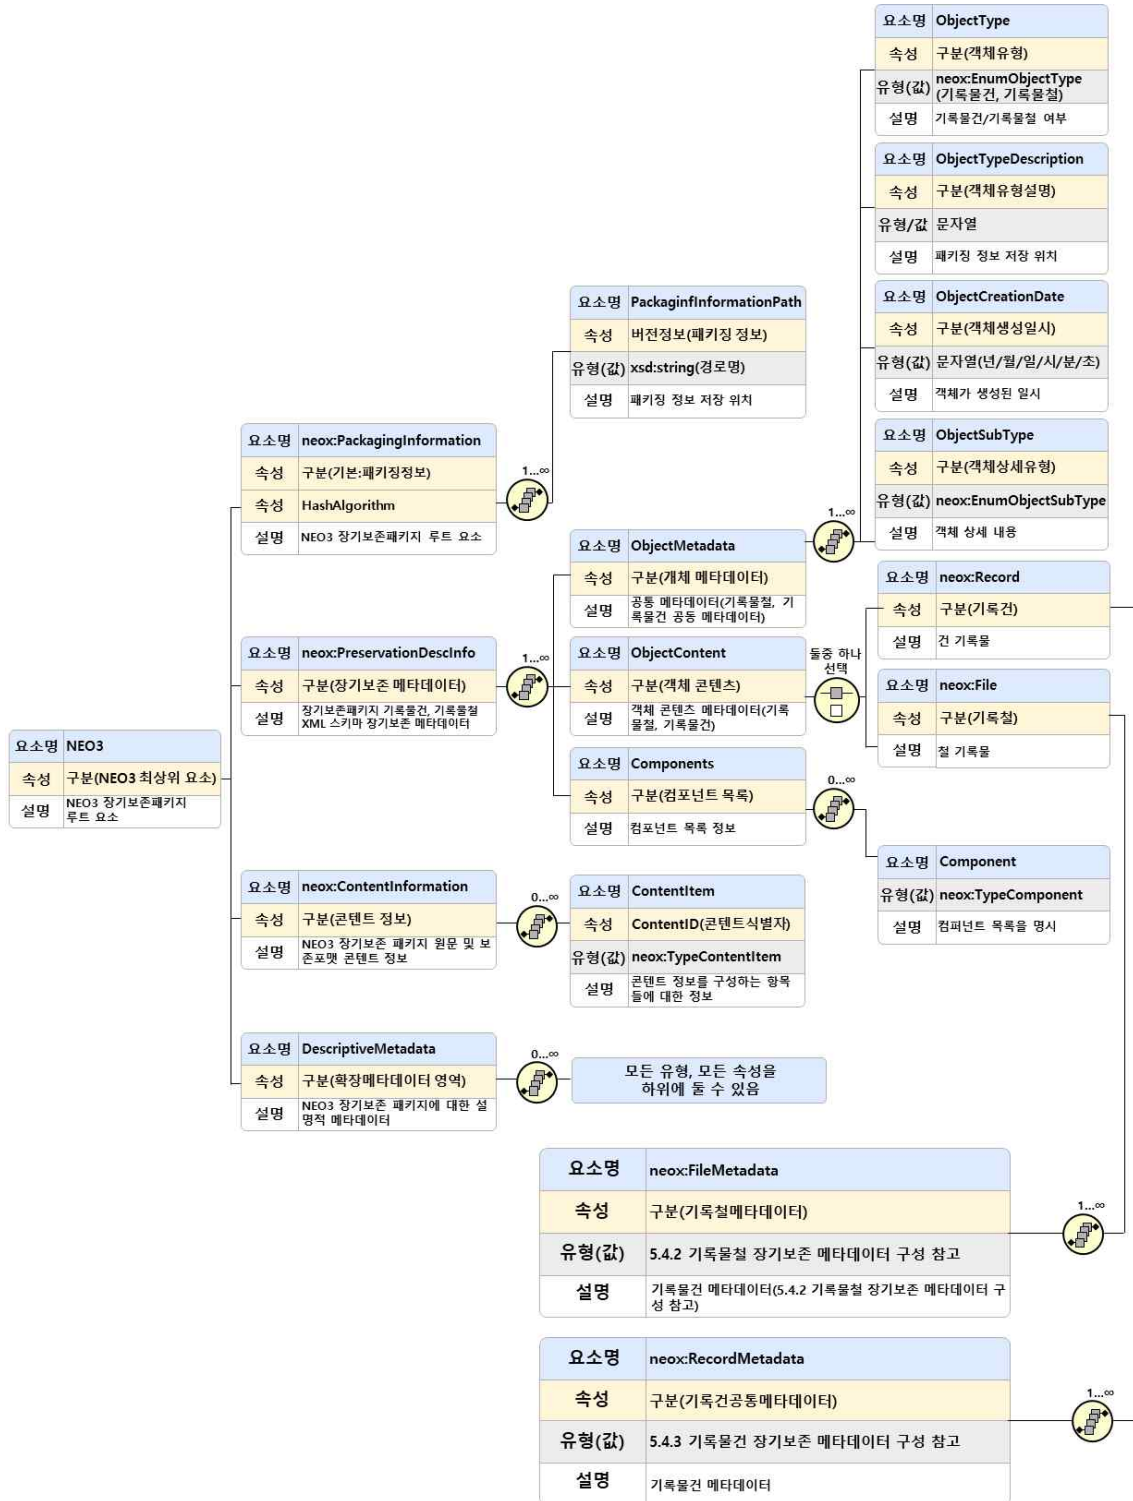 요소명 ObjectType
속성 구분(객체유형)
유형(값) neox:EnumObjectType
(기록물건, 기록물철)
설명 기록물건/기록물철 여부
요소명 ObjectTypeDescription
속성 구분(객체유형설명)
유형/값 문자열
설명 패키징 정보 저장 위치
요소명 ObjectCreationDate
속성 구분(객체생성일시)
유형(값) 문자열(년/월/일/시/분/초)
설명 객체가 생성된 일시
요소명 ObjectSubType
속성 구분(객체상세유형)
유형(값) neox:EnumObjectSubType
설명 객체 상세 내용
요소명 PackaginfInformationPath
속성 버전정보(패키징 정보)
유형(값) xsd:string(경로명)
설명 패키징 정보 저장 위치
요소명 neox:PackagingInformation
속성 구분(기본:패키징정보)
속성 HashAlgorithm
설명 NEO3 장기보존패키지 루트 요소
1...∞
요소명 ObjectMetadata
속성 구분(개체 메타데이터)
설명 공통 메타데이터(기록물철, 기
록물건 공동 메타데이터)
1...∞
요소명 neox:Record
속성 구분(기록건)
설명 건 기록물
요소명 neox:PreservationDescInfo
속성 구분(장기보존 메타데이터)
설명 장기보존패키지 기록물건, 기록물철
XML 스키마 장기보존 메타데이터
1...∞
요소명 ObjectContent
속성 구분(객체 콘텐츠)
설명 객체 콘텐츠 메타데이터(기록
물철, 기록물건)
둘중 하나
선택
요소명 neox:File
속성 구분(기록철)
설명 철 기록물
요소명 NEO3
속성 구분(NEO3 최상위 요소)
설명 NEO3 장기보존패키지
루트 요소
요소명 Components
속성 구분(컴포넌트 목록)
설명 컴포넌트 목록 정보
0...∞
요소명 Component
유형(값) neox:TypeComponent
설명 컴퍼넌트 목록을 명시
요소명 neox:ContentInformation
속성 구분(콘텐트 정보)
설명 NEO3 장기보존 패키지 원문 및 보
존포맷 콘텐트 정보
0...∞
요소명 ContentItem
속성 ContentID(콘텐트식별자)
유형(값) neox:TypeContentItem
설명 콘텐트 정보를 구성하는 항목
들에 대한 정보
요소명 DescriptiveMetadata
속성 구분(확장메타데이터 영역)
설명 NEO3 장기보존 패키지에 대한 설
명적 메타데이터
0...∞
모든 유형, 모든 속성을
하위에 둘 수 있음
요소명 neox:FileMetadata
속성 구분(기록철메타데이터)
유형(값) 5.4.2 기록물철 장기보존 메타데이터 구성 참고
설명 기록물건 메타데이터(5.4.2 기록물철 장기보존 메타데이터 구
성 참고)
1...∞
요소명 neox:RecordMetadata
속성 구분(기록건공통메타데이터)
유형(값) 5.4.3 기록물건 장기보존 메타데이터 구성 참고
설명 기록물건 메타데이터
1...∞